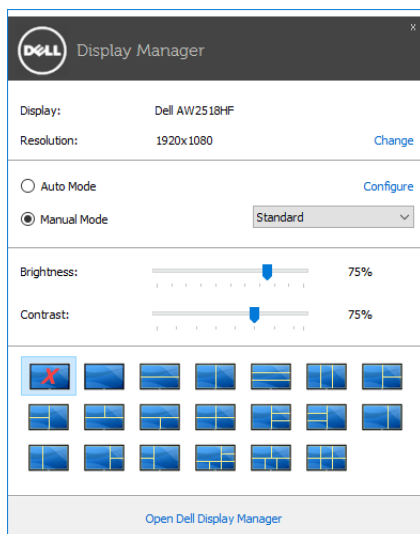 x
DELL Display Manager
Display: Dell AW2518HF
Resolution: 1920x1080 Change
Auto Mode Configure
Manual Mode Standard
Brightness: 75%
Contrast: 75%
Open Dell Display Manager